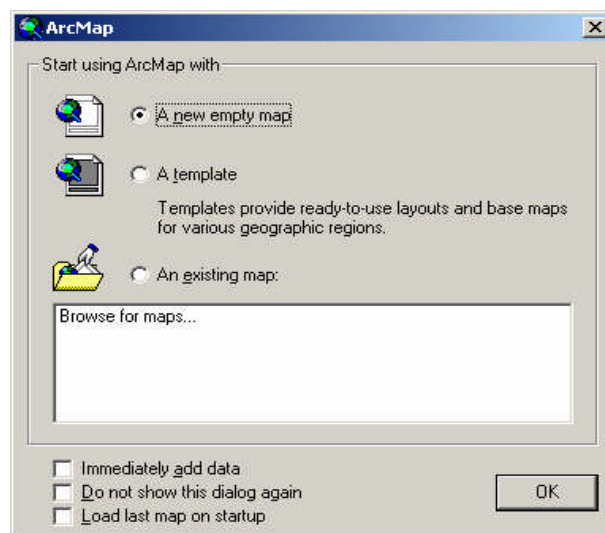 ArcMap
Start using ArcMap with
A new empty map
A template
Templates provide ready-to-use layouts and base maps
for various geographic regions.
An existing map:
Browse for maps...
Immediately add data
Do not show this dialog again
Load last map on startup
OK